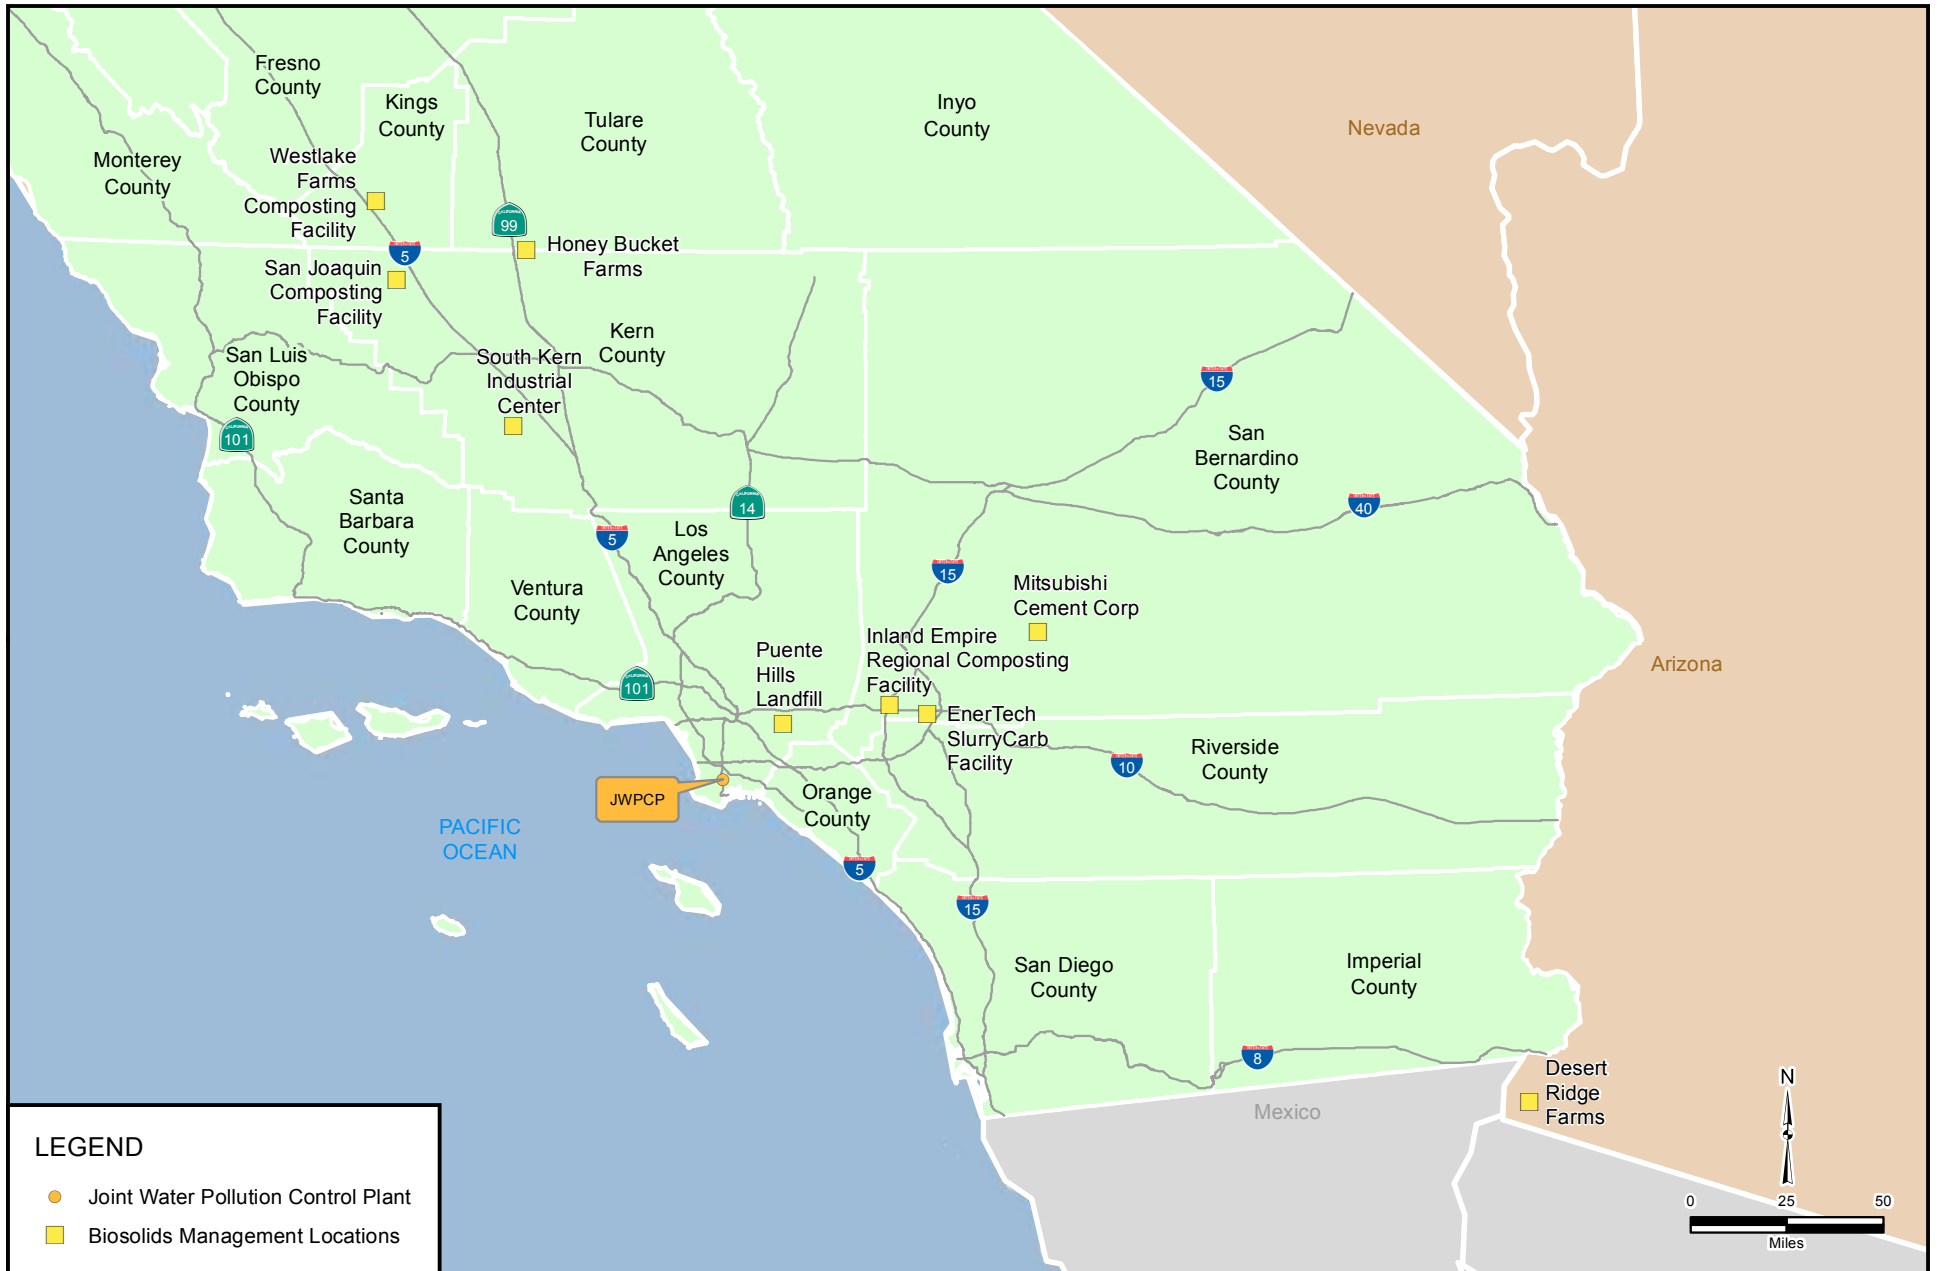 Fresno
County
Kings
County
Tulare
County
Inyo
County
Nevada
Monterey
County
Westlake
Farms
Composting
Facility
CALIFORNIA
99
5
Honey Bucket
Farms
San Joaquin
Composting
Facility
Kern
County
San Luis
Obispo
County
South Kern
Industrial
Center
15
CALIFORNIA
101
San
Bernardino
County
Santa
Barbara
County
CALIFORNIA
14
40
5
Los
Angeles
County
15
Ventura
County
Mitsubishi
Cement Corp
Inland Empire
Regional Composting
Facility
Puente
Hills
Landfill
Arizona
CALIFORNIA
101
EnerTech
SlurryCarb
Facility
Riverside
County
10
JWPCP
Orange
County
PACIFIC
OCEAN
5
15
San Diego
County
Imperial
County
8
Desert
Ridge
Farms
Mexico
N
0 25 50
Miles
LEGEND
Joint Water Pollution Control Plant
Biosolids Management Locations